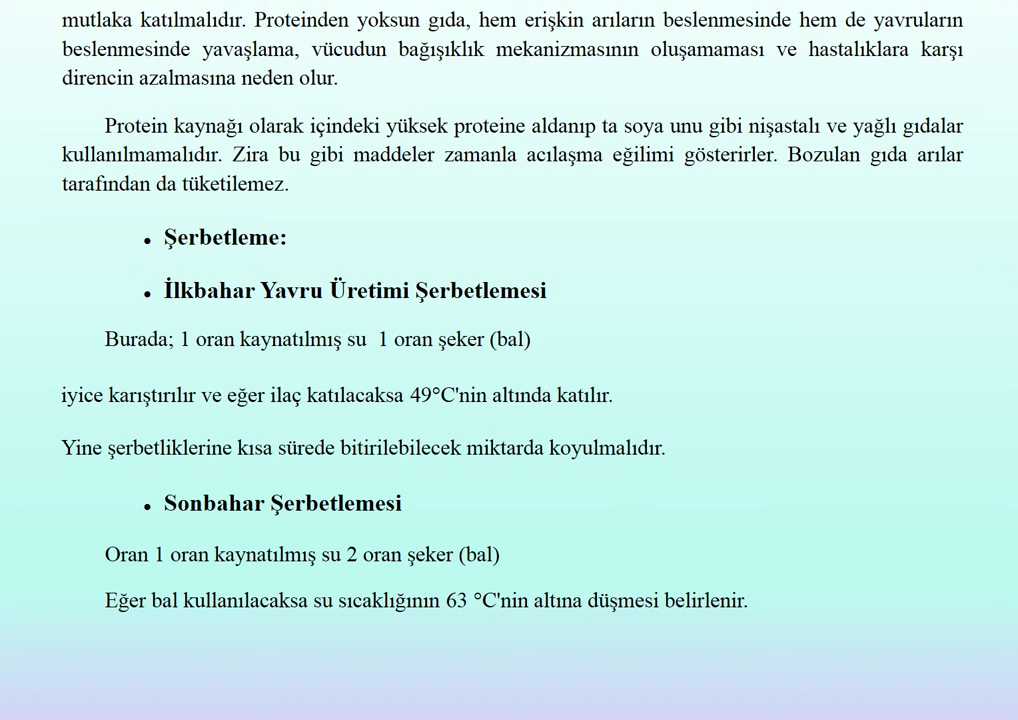 mutlaka katılmalıdır. Proteinden yoksun gıda, hem erişkin arıların beslenmesinde hem de yavruların
beslenmesinde yavaşlama, vücudun bağışıklık mekanizmasının oluşamaması ve hastalıklara karşı
direncin azalmasına neden olur.
Protein kaynağı olarak içindeki yüksek proteine aldanıp ta soya unu gibi nişastalı ve yağlı gıdalar
kullanılmamalıdır. Zira bu gibi maddeler zamanla acılaşma eğilimi gösterirler. Bozulan gıda arılar
tarafından da tüketilemez.
• Şerbetleme:
• İlkbahar Yavru Üretimi Şerbetlemesi
Burada; 1 oran kaynatılmış su  1 oran şeker (bal)
iyice karıştırılır ve eğer ilaç katılacaksa 49°C'nin altında katılır.
Yine şerbetliklerine kısa sürede bitirilebilecek miktarda koyulmalıdır.
• Sonbahar Şerbetlemesi
Oran 1 oran kaynatılmış su 2 oran şeker (bal)
Eğer bal kullanılacaksa su sıcaklığının 63 °C'nin altına düşmesi belirlenir.